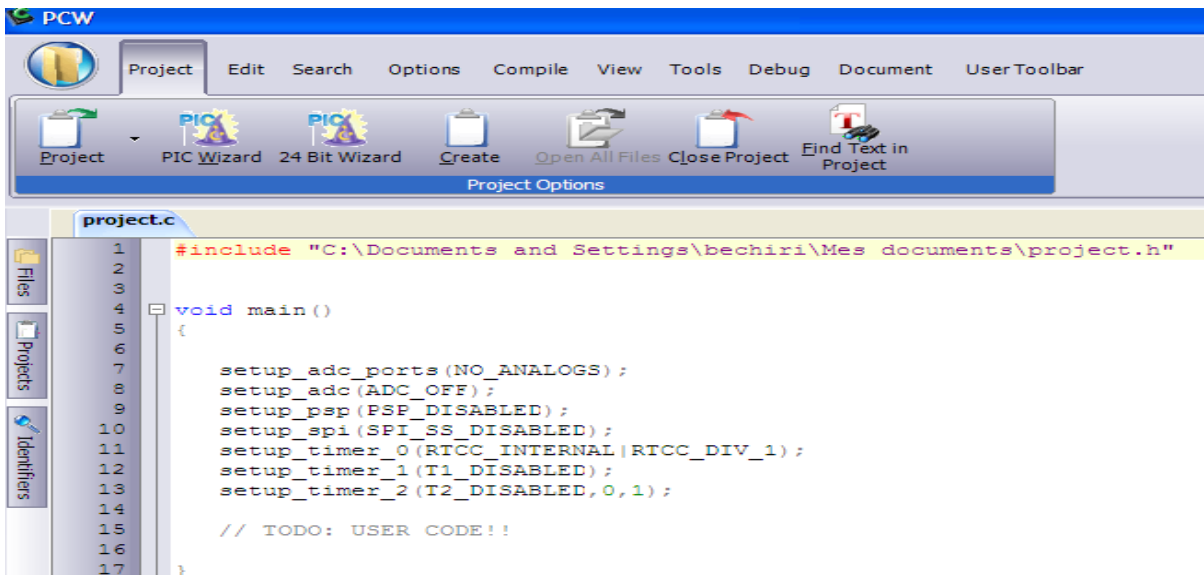 PCW
Project Edit Search Options Compile View Tools Debug Document User Toolbar
Project PIC Wizard 24 Bit Wizard Create Open All Files Close Project Find Text in Project
Project Options
project.c
Files
Projects
Identifiers
1 #include "C:\Documents and Settings\bechiri\Mes documents\project.h"
2
3
4 void main()
5 {
6
7 setup_adc_ports(NO_ANALOGS);
8 setup_adc(ADC_OFF);
9 setup_psp(PSP_DISABLED);
10 setup_spi(SPI_SS_DISABLED);
11 setup_timer_0(RTCC_INTERNAL|RTCC_DIV_1);
12 setup_timer_1(T1_DISABLED);
13 setup_timer_2(T2_DISABLED,0,1);
14
15 // TODO: USER CODE!!
16
17 }